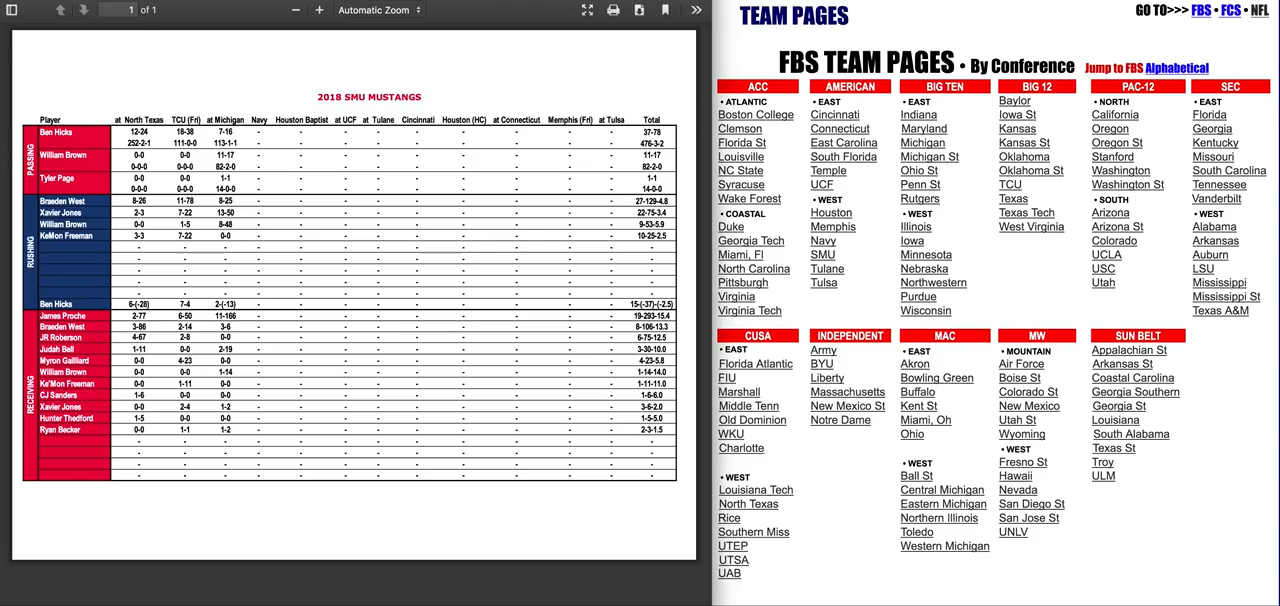 1 of 1
Automatic Zoom
2018 SMU MUSTANGS
Player at North Texas TCU (Fri) at Michigan Navy Houston Baptist at UCF at Tulane Cincinnati Houston (HC) at Connecticut Memphis (Fri) at Tulsa Total
PASSING
Ben Hicks 12-24 18-38 7-16 - - - - - - - - - 37-78
252-2-1 111-0-0 113-1-1 - - - - - - - - - 476-3-2
William Brown 0-0 0-0 11-17 - - - - - - - - - 11-17
0-0-0 0-0-0 82-2-0 - - - - - - - - - 82-2-0
Tyler Page 0-0 0-0 1-1 - - - - - - - - - 1-1
0-0-0 0-0-0 14-0-0 - - - - - - - - - 14-0-0
RUSHING
Braeden West 8-26 11-78 8-25 - - - - - - - - - 27-129-4.8
Xavier Jones 2-3 7-22 13-50 - - - - - - - - - 22-75-3.4
William Brown 0-0 1-5 8-48 - - - - - - - - - 9-53-5.9
KeMon Freeman 3-3 7-22 0-0 - - - - - - - - - 10-25-2.5
- - - - - - - - - - - - -
- - - - - - - - - - - - -
- - - - - - - - - - - - -
- - - - - - - - - - - - -
- - - - - - - - - - - - -
Ben Hicks 6-(-28) 7-4 2-(-13) - - - - - - - - - 15-(-37)-(-2.5)
RECEIVING
James Proche 2-77 6-50 11-166 - - - - - - - - - 19-293-15.4
Braeden West 3-86 2-14 3-6 - - - - - - - - - 8-106-13.3
JR Roberson 4-67 2-8 0-0 - - - - - - - - - 6-75-12.5
Judah Bell 1-11 0-0 2-19 - - - - - - - - - 3-30-10.0
Myron Gailliard 0-0 4-23 0-0 - - - - - - - - - 4-23-5.8
William Brown 0-0 0-0 1-14 - - - - - - - - - 1-14-14.0
Ke'Mon Freeman 0-0 1-11 0-0 - - - - - - - - - 1-11-11.0
CJ Sanders 1-6 0-0 0-0 - - - - - - - - - 1-6-6.0
Xavier Jones 0-0 2-4 1-2 - - - - - - - - - 3-6-2.0
Hunter Thedford 1-5 0-0 0-0 - - - - - - - - - 1-5-5.0
Ryan Becker 0-0 1-1 1-2 - - - - - - - - - 2-3-1.5
- - - - - - - - - - - - -
- - - - - - - - - - - - -
- - - - - - - - - - - - -
- - - - - - - - - - - - -
TEAM PAGES
GO TO>>> FBS • FCS • NFL
FBS TEAM PAGES • By Conference Jump to FBS Alphabetical
ACC
• ATLANTIC
Boston College
Clemson
Florida St
Louisville
NC State
Syracuse
Wake Forest
• COASTAL
Duke
Georgia Tech
Miami, Fl
North Carolina
Pittsburgh
Virginia
Virginia Tech
AMERICAN
• EAST
Cincinnati
Connecticut
East Carolina
South Florida
Temple
UCF
• WEST
Houston
Memphis
Navy
SMU
Tulane
Tulsa
BIG TEN
• EAST
Indiana
Maryland
Michigan
Michigan St
Ohio St
Penn St
Rutgers
• WEST
Illinois
Iowa
Minnesota
Nebraska
Northwestern
Purdue
Wisconsin
BIG 12
Baylor
Iowa St
Kansas
Kansas St
Oklahoma
Oklahoma St
TCU
Texas
Texas Tech
West Virginia
PAC-12
• NORTH
California
Oregon
Oregon St
Stanford
Washington
Washington St
• SOUTH
Arizona
Arizona St
Colorado
UCLA
USC
Utah
SEC
• EAST
Florida
Georgia
Kentucky
Missouri
South Carolina
Tennessee
Vanderbilt
• WEST
Alabama
Arkansas
Auburn
LSU
Mississippi
Mississippi St
Texas A&M
CUSA
• EAST
Florida Atlantic
FIU
Marshall
Middle Tenn
Old Dominion
WKU
Charlotte
• WEST
Louisiana Tech
North Texas
Rice
Southern Miss
UTEP
UTSA
UAB
INDEPENDENT
Army
BYU
Liberty
Massachusetts
New Mexico St
Notre Dame
MAC
• EAST
Akron
Bowling Green
Buffalo
Kent St
Miami, Oh
Ohio
• WEST
Ball St
Central Michigan
Eastern Michigan
Northern Illinois
Toledo
Western Michigan
MW
• MOUNTAIN
Air Force
Boise St
Colorado St
New Mexico
Utah St
Wyoming
• WEST
Fresno St
Hawaii
Nevada
San Diego St
San Jose St
UNLV
SUN BELT
Appalachian St
Arkansas St
Coastal Carolina
Georgia Southern
Georgia St
Louisiana
South Alabama
Texas St
Troy
ULM